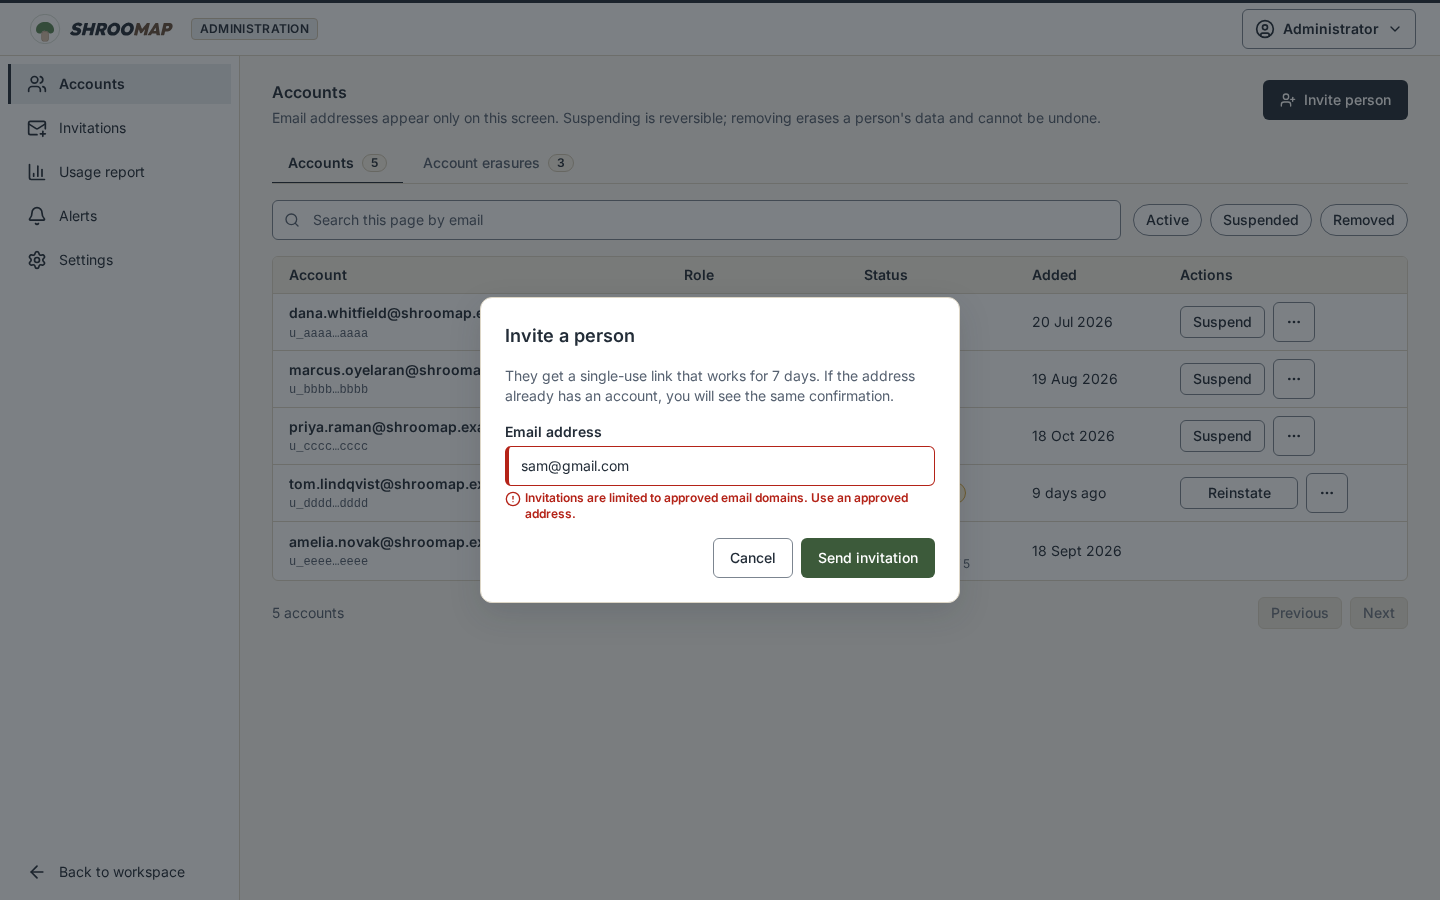 SHROOMAP
ADMINISTRATION
Administrator
Accounts
Invitations
Usage report
Alerts
Settings
Back to workspace
Accounts
Email addresses appear only on this screen. Suspending is reversible; removing erases a person's data and cannot be undone.
Invite person
Accounts 5
Account erasures 3
Search this page by email
Active
Suspended
Removed
Account Role Status Added Actions
dana.whitfield@shroomap.e
u_aaaa…aaaa
20 Jul 2026
Suspend
marcus.oyelaran@shrooma
u_bbbb…bbbb
19 Aug 2026
Suspend
priya.raman@shroomap.exa
u_cccc…cccc
18 Oct 2026
Suspend
tom.lindqvist@shroomap.ex
u_dddd…dddd
9 days ago
Reinstate
amelia.novak@shroomap.ex
u_eeee…eeee
5
18 Sept 2026
5 accounts
Previous
Next
Invite a person
They get a single-use link that works for 7 days. If the address
already has an account, you will see the same confirmation.
Email address
sam@gmail.com
Invitations are limited to approved email domains. Use an approved
address.
Cancel
Send invitation